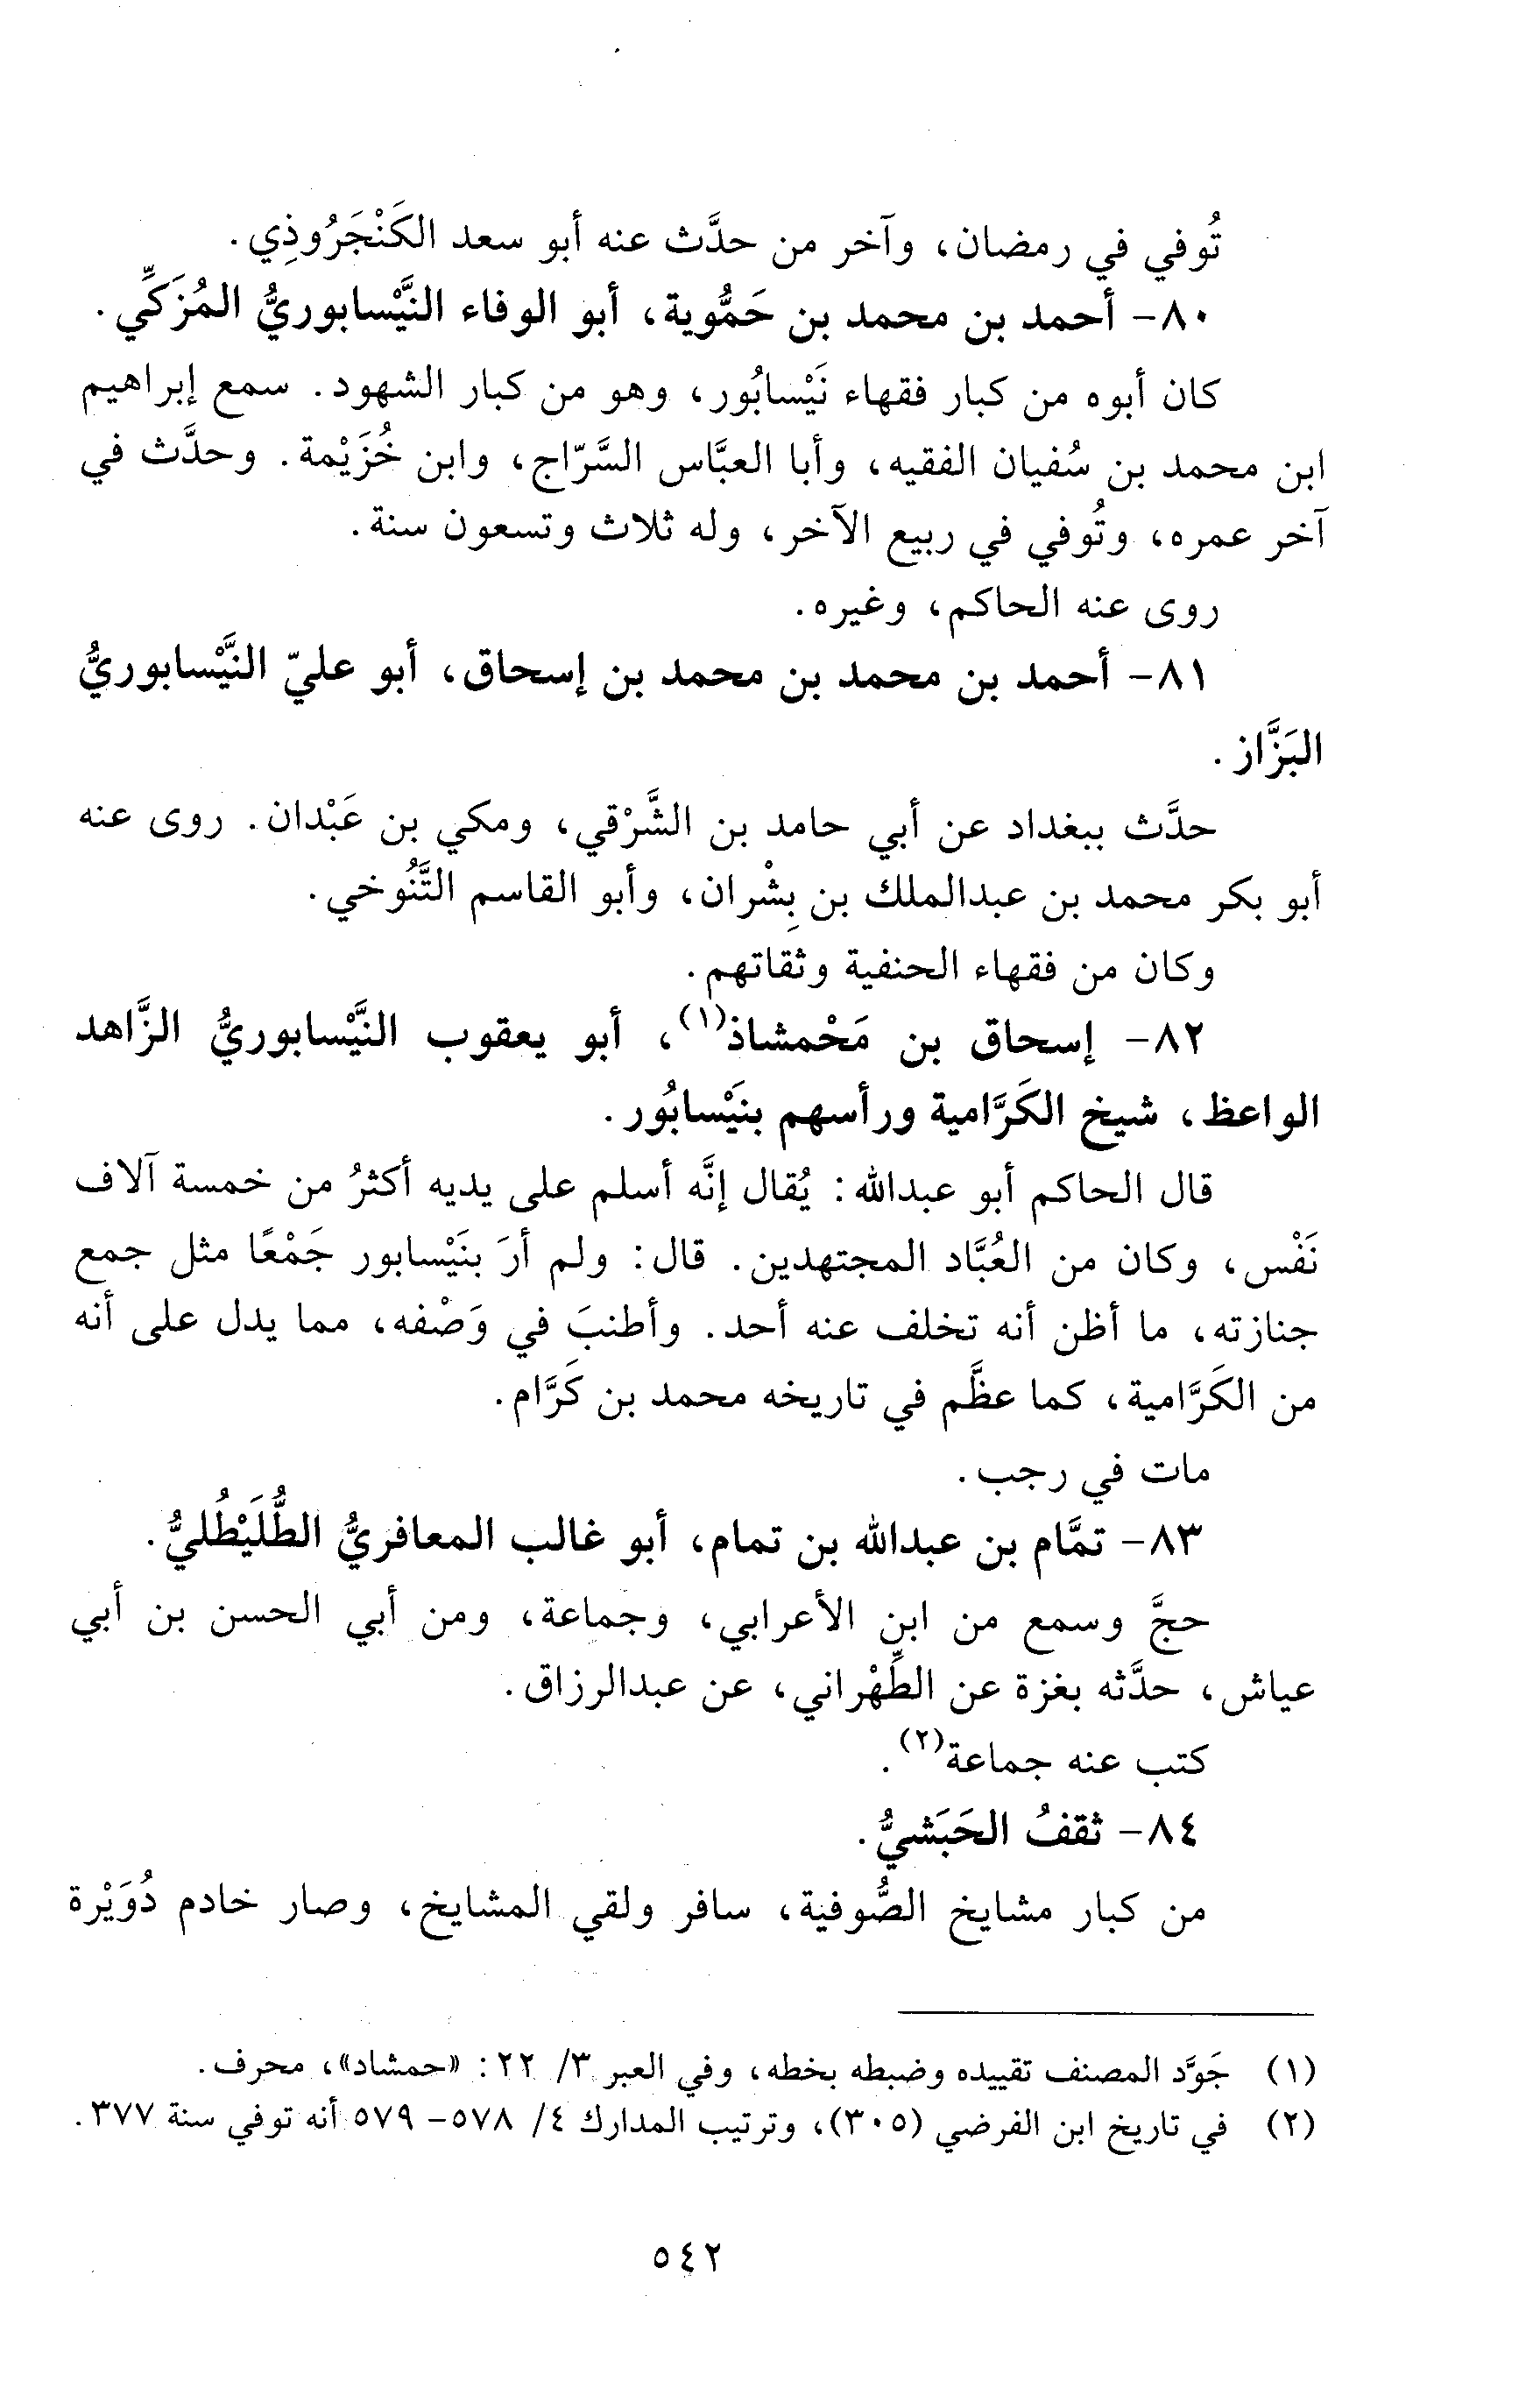 تُوفي في رمضان، وآخر من حدَّث عنه أبو سعد الكَنْجَرُوذِي.
٨٠- أحمد بن محمد بن حَمُّوية، أبو الوفاء النَّيْسابوريُّ المُزَكِّي.
كان أبوه من كبار فقهاء نَيْسابُور، وهو من كبار الشهود. سمع إبراهيم
ابن محمد بن سُفيان الفقيه، وأبا العبَّاس السَّرّاج، وابن خُزَيْمة. وحدَّث في
آخر عمره، وتُوفي في ربيع الآخر، وله ثلاث وتسعون سنة.
روى عنه الحاكم، وغيره.
٨١- أحمد بن محمد بن محمد بن إسحاق، أبو عليّ النَّيْسابوريُّ
البَزَّاز.
حدَّث ببغداد عن أبي حامد بن الشَّرْقي، ومكي بن عَبْدان. روى عنه
أبو بكر محمد بن عبدالملك بن بِشْران، وأبو القاسم التَّنُوخي.
وكان من فقهاء الحنفية وثقاتهم.
٨٢- إسحاق بن مَحْمشاذ(١)، أبو يعقوب النَّيْسابوريُّ الزَّاهد
الواعظ، شيخ الكَرَّامية ورأسهم بنَيْسابُور.
قال الحاكم أبو عبدالله: يُقال إنَّه أسلم على يديه أكثرُ من خمسة آلاف
نَفْس، وكان من العُبَّاد المجتهدين. قال: ولم أرَ بنَيْسابور جَمْعًا مثل جمع
جنازته، ما أظن أنه تخلف عنه أحد. وأطنبَ في وَصْفه، مما يدل على أنه
من الكَرَّامية، كما عظَّم في تاريخه محمد بن كَرَّام.
مات في رجب.
٨٣- تمَّام بن عبدالله بن تمام، أبو غالب المعافريُّ الطُّلَيْطُليُّ.
حجَّ وسمع من ابن الأعرابي، وجماعة، ومن أبي الحسن بن أبي
عياش، حدَّثه بغزة عن الطِّهْراني، عن عبدالرزاق.
كتب عنه جماعة(٢).
٨٤- ثقفُ الحَبَشيُّ.
من كبار مشايخ الصُّوفية، سافر ولقي المشايخ، وصار خادم دُوَيْرة
(١) جَوَّد المصنف تقييده وضبطه بخطه، وفي العبر ٣/ ٢٢: «حمشاد»، محرف.
(٢) في تاريخ ابن الفرضي (٣٠٥)، وترتيب المدارك ٤/ ٥٧٨- ٥٧٩ أنه توفي سنة ٣٧٧.
٥٤٢